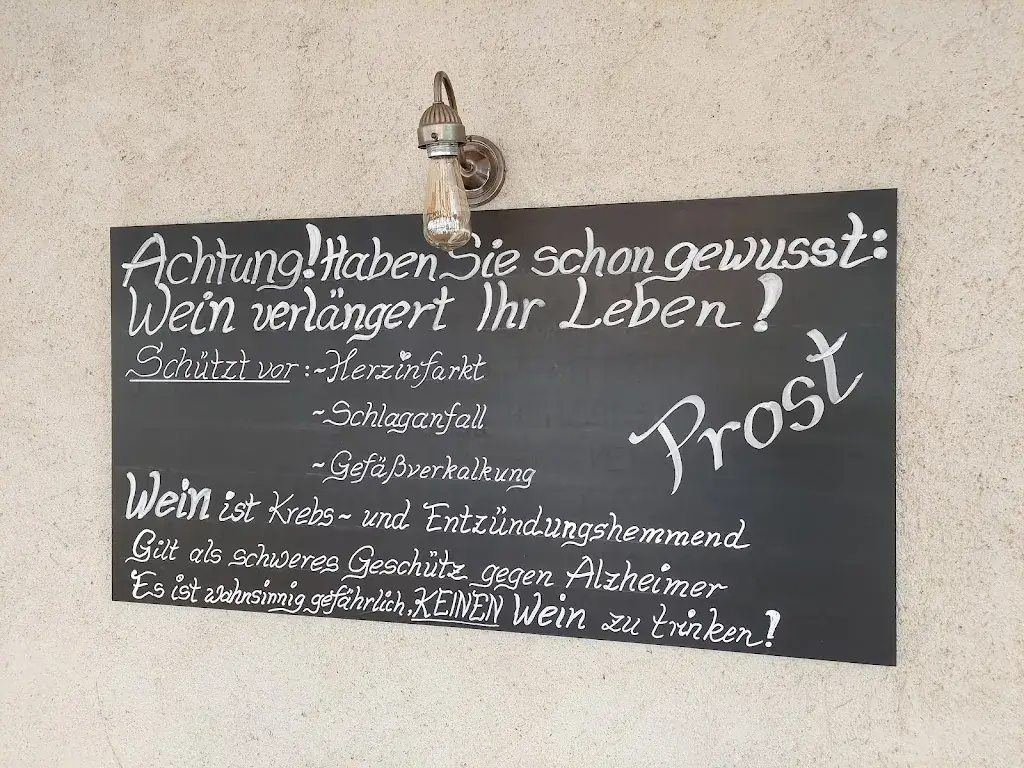 Achtung! Haben Sie schon gewusst:
Wein verlängert Ihr Leben!
Schützt vor: ~Herzinfarkt
~Schlaganfall
~Gefäßverkalkung
Prost
Wein ist Krebs~ und Entzündungshemmend
Gilt als schweres Geschütz gegen Alzheimer
Es ist wahnsinnig gefährlich, KEINEN Wein zu trinken!